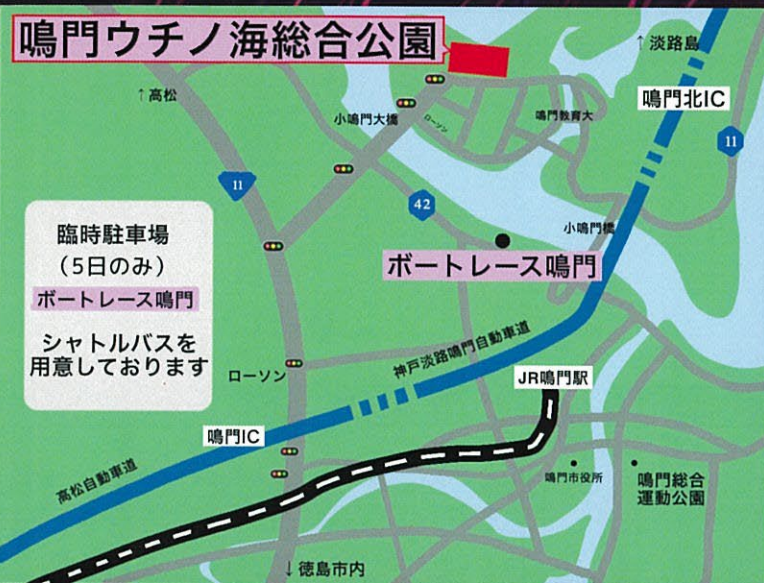 鳴門ウチノ海総合公園
↑淡路島
↑高松
鳴門北IC
小鳴門大橋
ローソン
鳴門教育大
11
11
42
臨時駐車場
(5日のみ)
ボートレース鳴門
シャトルバスを
用意しております
小鳴門橋
ボートレース鳴門
神戸淡路鳴門自動車道
ローソン
JR鳴門駅
鳴門IC
高松自動車道
鳴門市役所
鳴門総合
運動公園
↓徳島市内